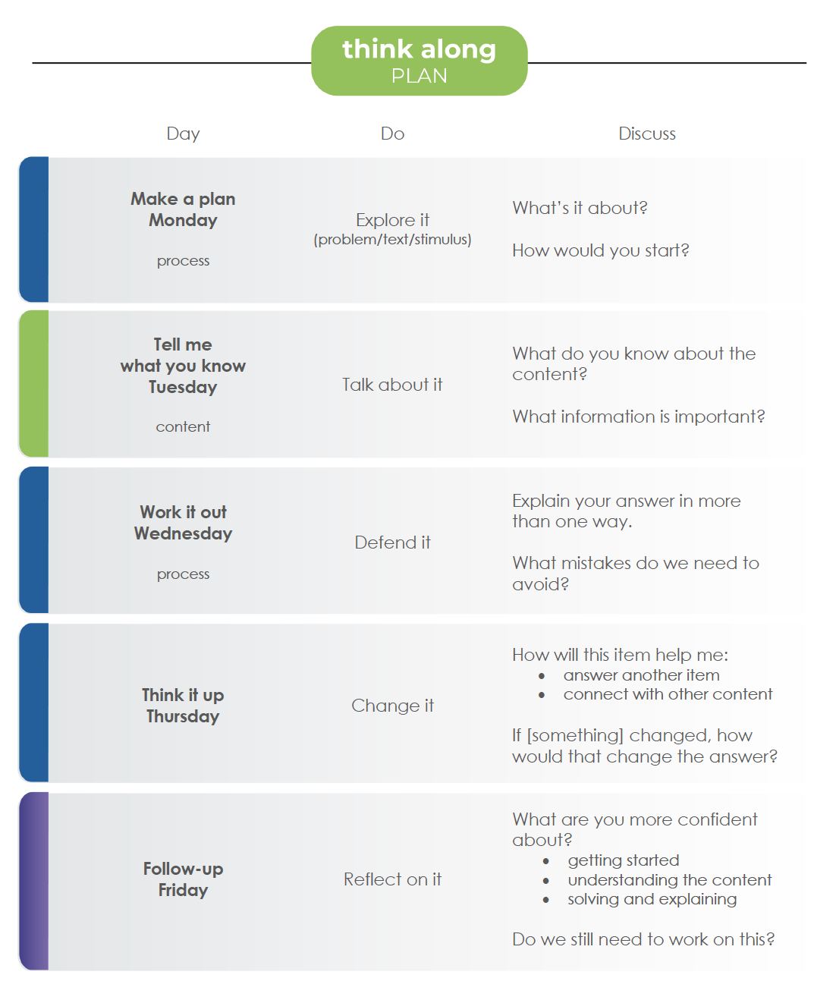 think along
PLAN
Day
Do
Discuss
Make a plan
Monday
process
Explore it
(problem/text/stimulus)
What's it about?
How would you start?
Tell me
what you know
Tuesday
content
Talk about it
What do you know about the
content?
What information is important?
Work it out
Wednesday
process
Defend it
Explain your answer in more
than one way.
What mistakes do we need to
avoid?
Think it up
Thursday
Change it
How will this item help me:
• answer another item
• connect with other content
If [something] changed, how
would that change the answer?
Follow-up
Friday
Reflect on it
What are you more confident
about?
• getting started
• understanding the content
• solving and explaining
Do we still need to work on this?